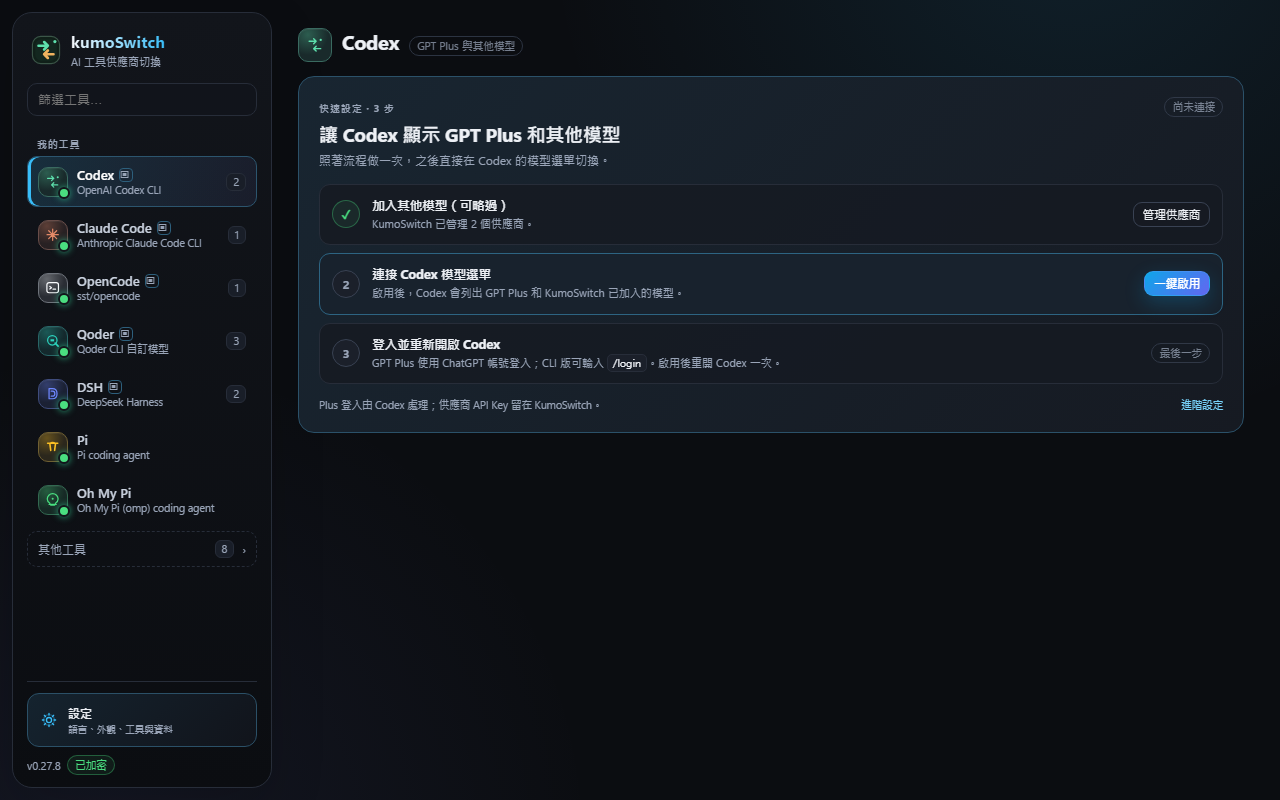 kumoSwitch
AI 工具供應商切換
篩選工具...
我的工具
Codex
OpenAI Codex CLI
2
Claude Code
Anthropic Claude Code CLI
1
OpenCode
sst/opencode
1
Qoder
Qoder CLI 自訂模型
3
DSH
DeepSeek Harness
2
Pi
Pi coding agent
Oh My Pi
Oh My Pi (omp) coding agent
其他工具
8 ›
設定
語言、外觀、工具與資料
v0.27.8 已加密
Codex GPT Plus 與其他模型
快速設定 · 3 步
尚未連接
讓 Codex 顯示 GPT Plus 和其他模型
照著流程做一次，之後直接在 Codex 的模型選單切換。
✓
加入其他模型（可略過）
KumoSwitch 已管理 2 個供應商。
管理供應商
2
連接 Codex 模型選單
啟用後，Codex 會列出 GPT Plus 和 KumoSwitch 已加入的模型。
一鍵啟用
3
登入並重新開啟 Codex
GPT Plus 使用 ChatGPT 帳號登入；CLI 版可輸入 /login 。啟用後重開 Codex 一次。
最後一步
Plus 登入由 Codex 處理；供應商 API Key 留在 KumoSwitch。
進階設定